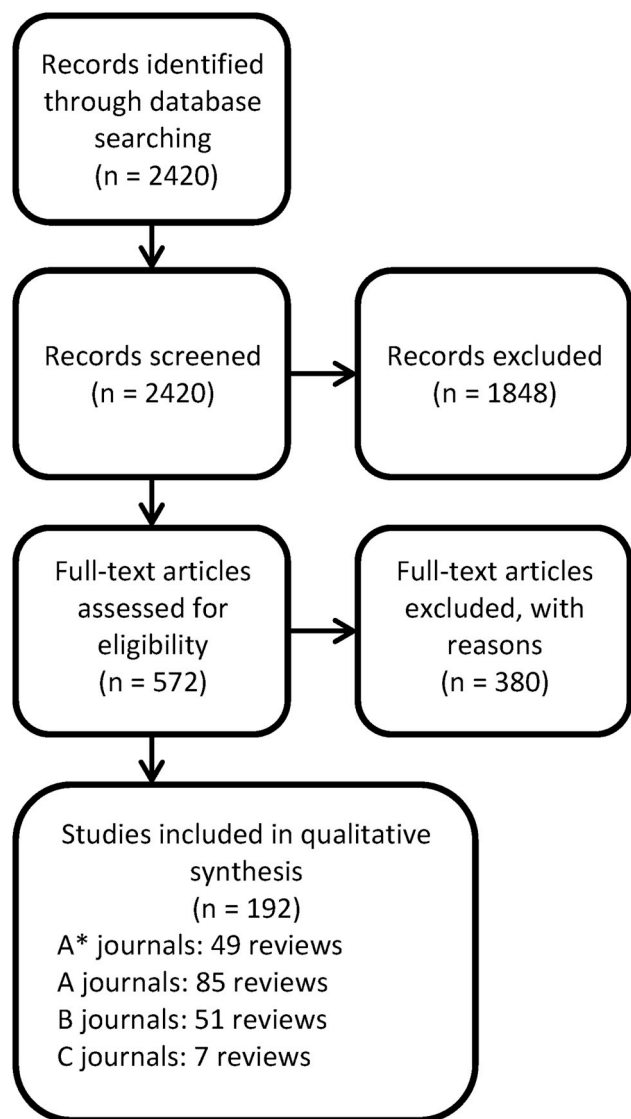 Records identified
through database
searching
(n = 2420)
Records screened
(n = 2420)
Records excluded
(n = 1848)
Full-text articles
assessed for
eligibility
(n = 572)
Full-text articles
excluded, with
reasons
(n = 380)
Studies included in qualitative
synthesis
(n = 192)
A* journals: 49 reviews
A journals: 85 reviews
B journals: 51 reviews
C journals: 7 reviews